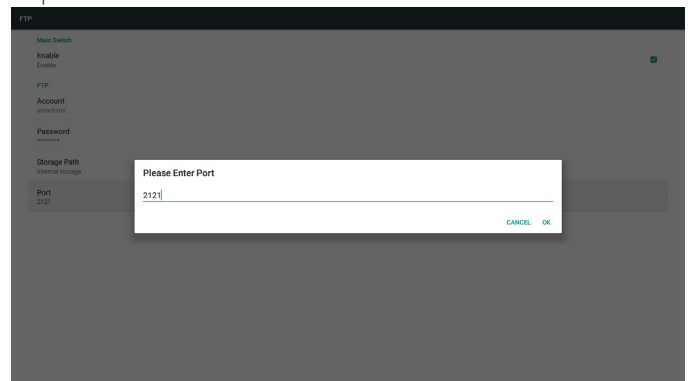 FTP
Main Switch
Enable
Enable
FTP
Account
smartcms
Password
********
Storage Path
Internal storage
Port
2121
Please Enter Port
2121
CANCEL OK